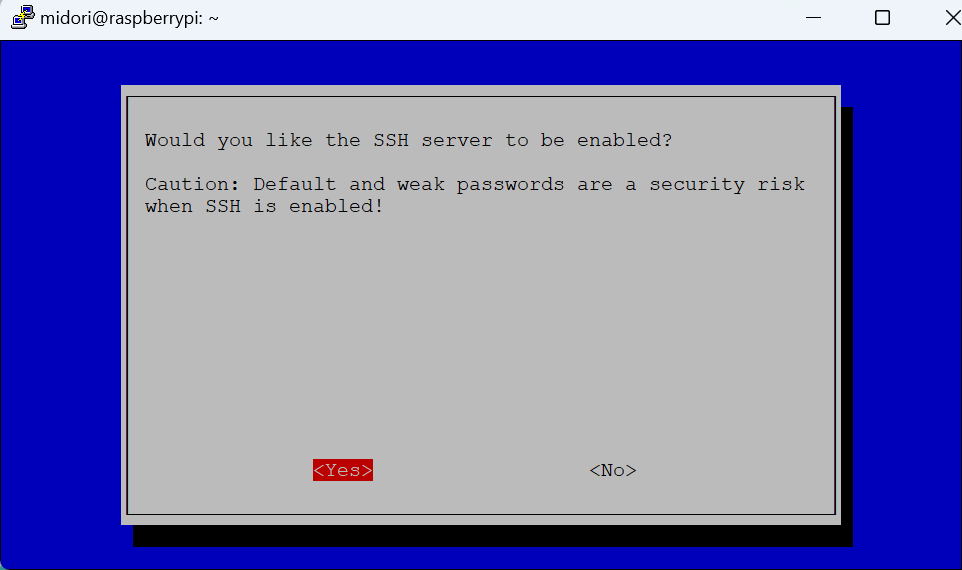 midori@raspberrypi: ~
Would you like the SSH server to be enabled?
Caution: Default and weak passwords are a security risk
when SSH is enabled!
<Yes> <No>